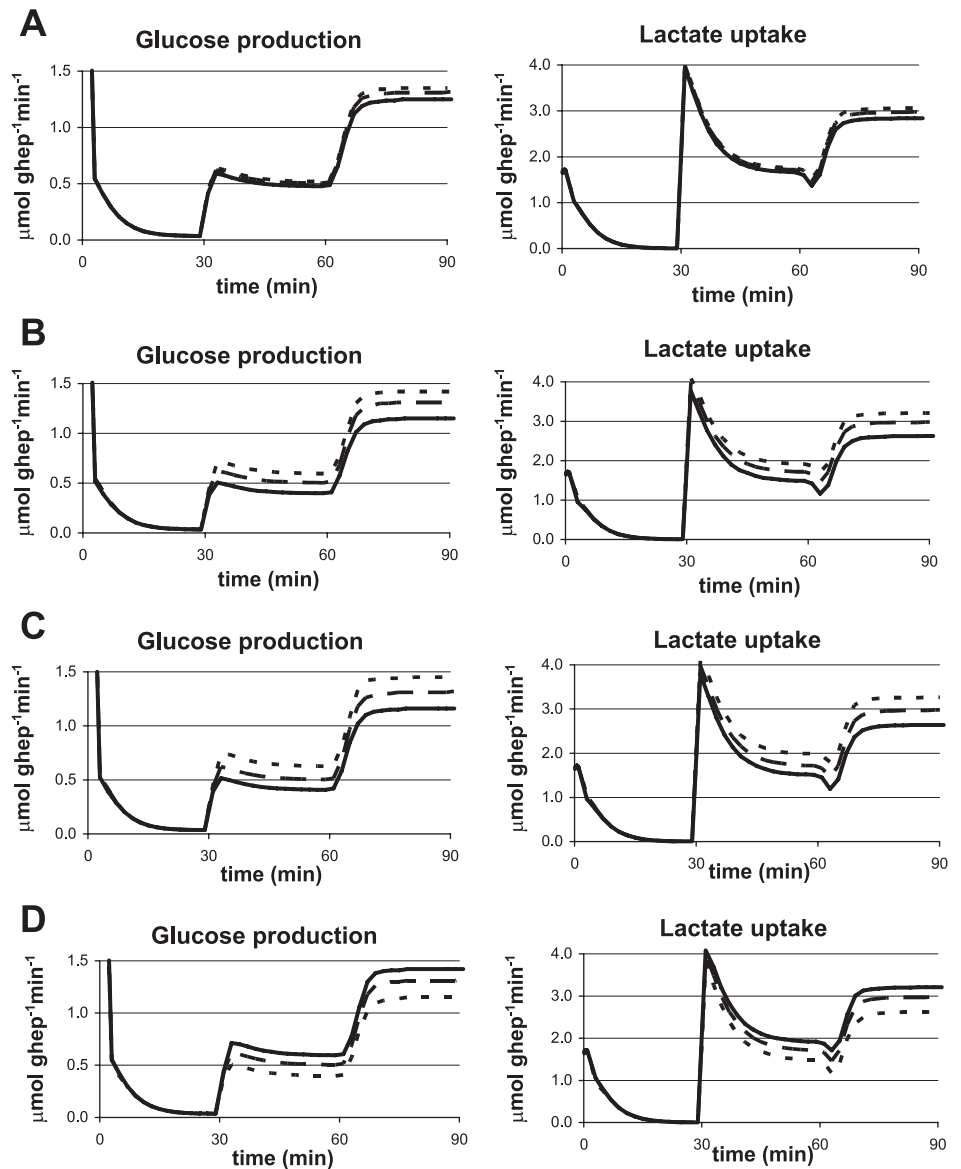 A
Glucose production
Lactate uptake
μmol ghep⁻¹min⁻¹
1.5
1.0
0.5
0.0
0 30 60 90
time (min)
μmol ghep⁻¹min⁻¹
4.0
3.0
2.0
1.0
0.0
0 30 60 90
time (min)
B
Glucose production
Lactate uptake
μmol ghep⁻¹min⁻¹
1.5
1.0
0.5
0.0
0 30 60 90
time (min)
μmol ghep⁻¹min⁻¹
4.0
3.0
2.0
1.0
0.0
0 30 60 90
time (min)
C
Glucose production
Lactate uptake
μmol ghep⁻¹min⁻¹
1.5
1.0
0.5
0.0
0 30 60 90
time (min)
μmol ghep⁻¹min⁻¹
4.0
3.0
2.0
1.0
0.0
0 30 60 90
time (min)
D
Glucose production
Lactate uptake
μmol ghep⁻¹min⁻¹
1.5
1.0
0.5
0.0
0 30 60 90
time (min)
μmol ghep⁻¹min⁻¹
4.0
3.0
2.0
1.0
0.0
0 30 60 90
time (min)